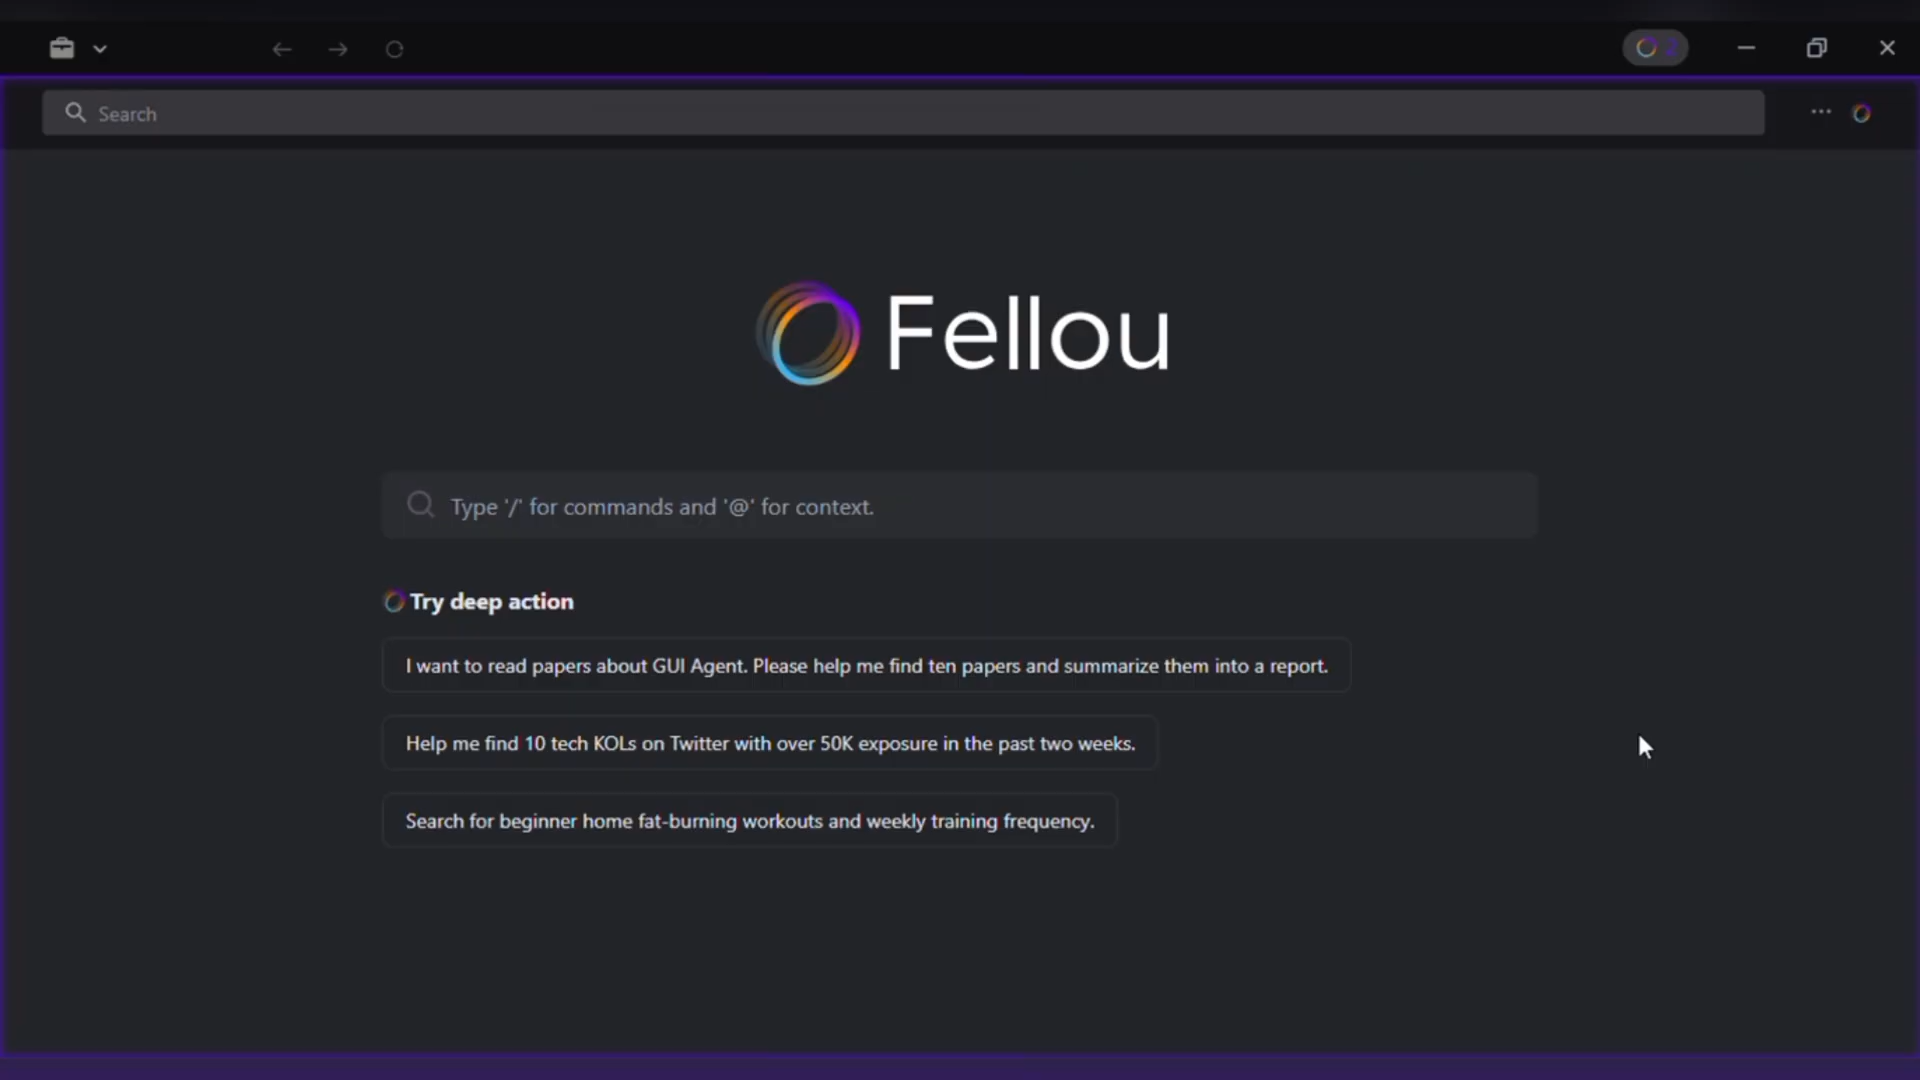 2
Search
Fellou
Type '/' for commands and '@' for context.
Try deep action
I want to read papers about GUI Agent. Please help me find ten papers and summarize them into a report.
Help me find 10 tech KOLs on Twitter with over 50K exposure in the past two weeks.
Search for beginner home fat-burning workouts and weekly training frequency.